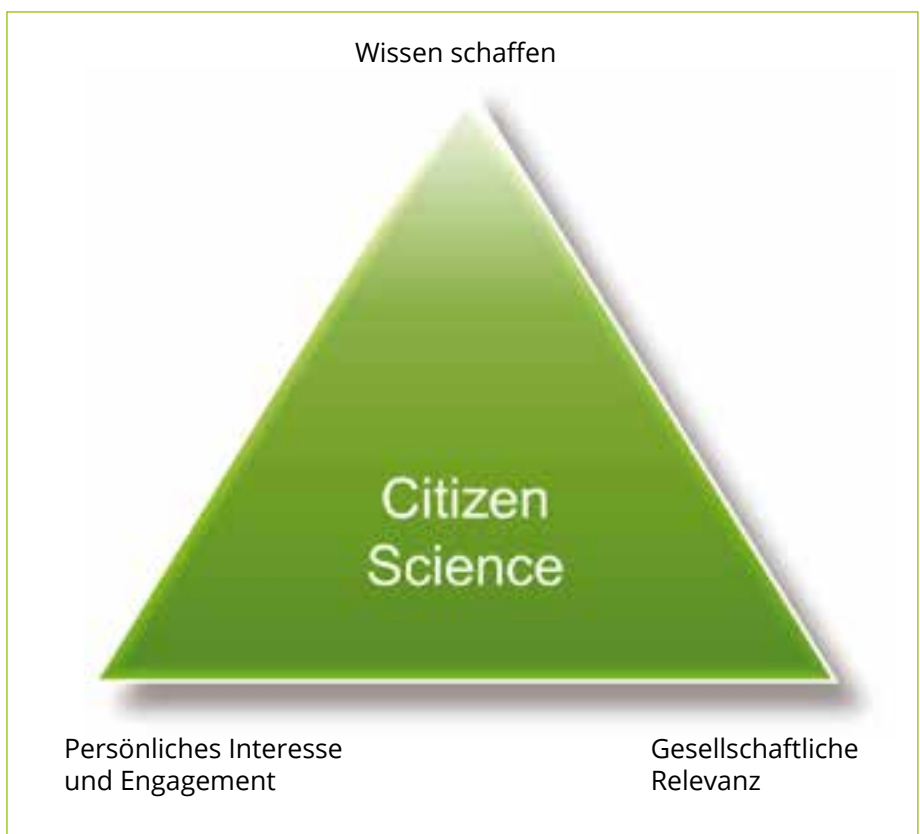 Wissen schaffen
Citizen
Science
Persönliches Interesse
und Engagement
Gesellschaftliche
Relevanz